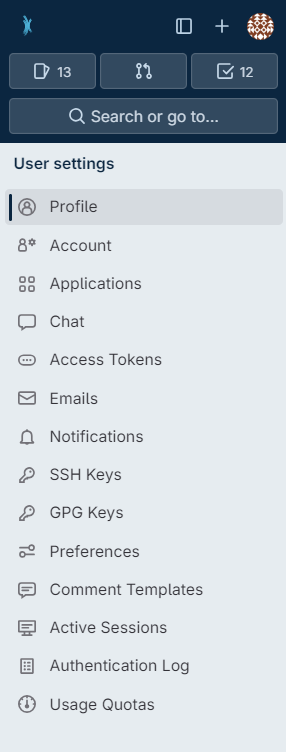 13
12
Search or go to...
User settings
Profile
Account
Applications
Chat
Access Tokens
Emails
Notifications
SSH Keys
GPG Keys
Preferences
Comment Templates
Active Sessions
Authentication Log
Usage Quotas